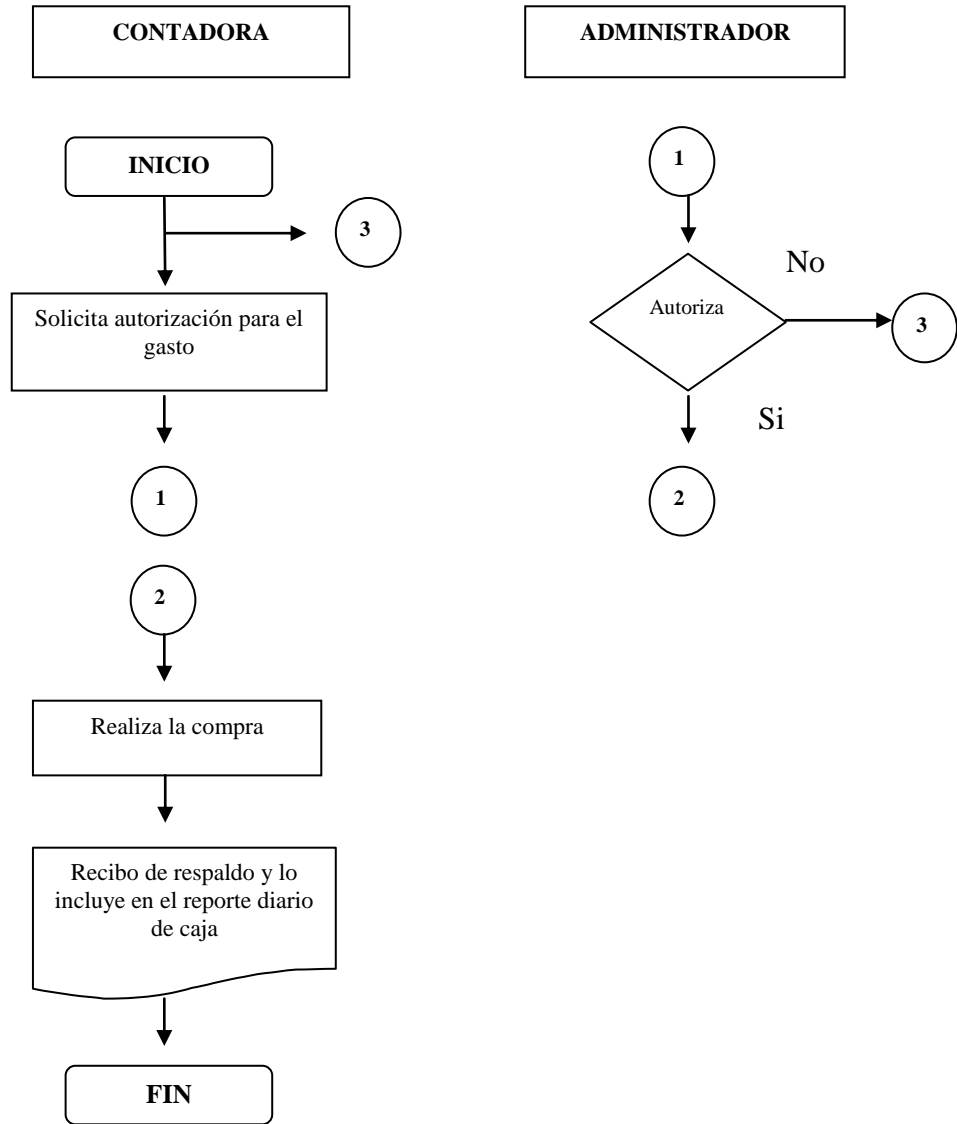 CONTADORA
ADMINISTRADOR
INICIO
3
Solicita autorización para el
gasto
1
2
Realiza la compra
Recibo de respaldo y lo
incluye en el reporte diario
de caja
FIN
1
Autoriza
No
3
Si
2